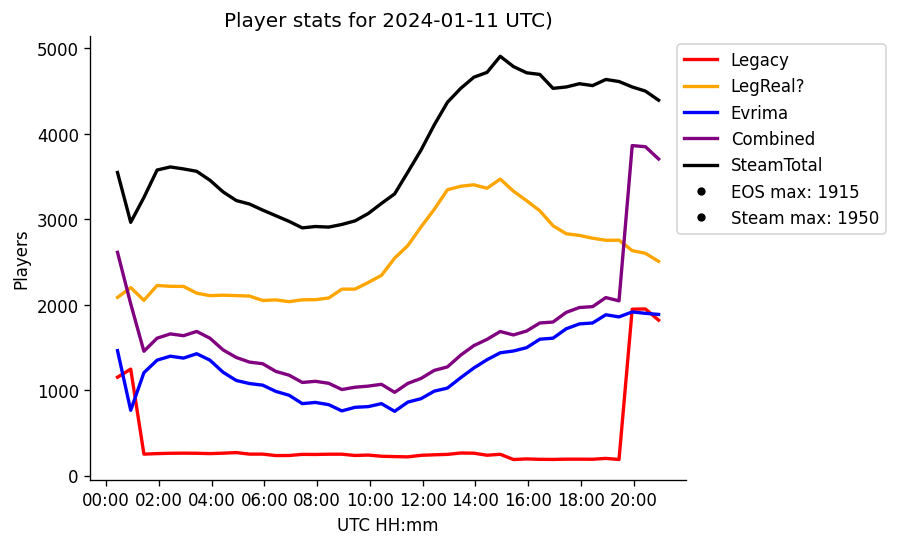 Player stats for 2024-01-11 UTC)
5000
4000
3000
2000
1000
0
Players
00:00 02:00 04:00 06:00 08:00 10:00 12:00 14:00 16:00 18:00 20:00
UTC HH:mm
Legacy
LegReal?
Evrima
Combined
SteamTotal
EOS max: 1915
Steam max: 1950